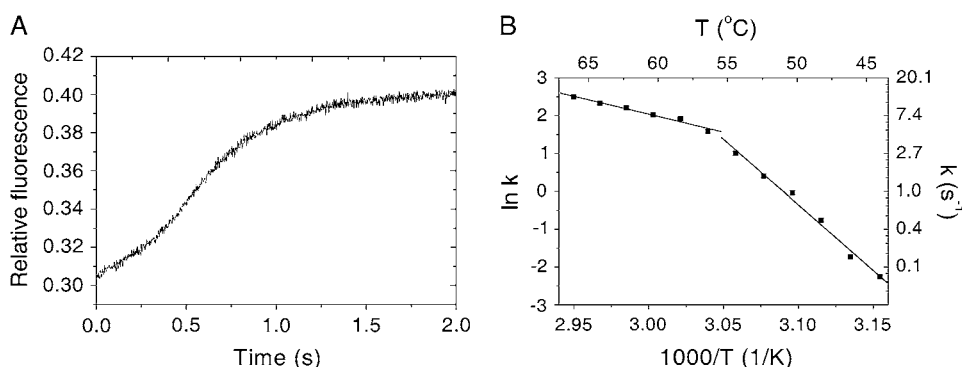 A
Relative fluorescence
0.42
0.40
0.38
0.36
0.34
0.32
0.30
0.0 0.5 1.0 1.5 2.0
Time (s)
B
T (°C)
65 60 55 50 45
ln k
3
2
1
0
-1
-2
-3
20.1
7.4
2.7
1.0
0.4
0.1
k (s⁻¹)
2.95 3.00 3.05 3.10 3.15
1000/T (1/K)